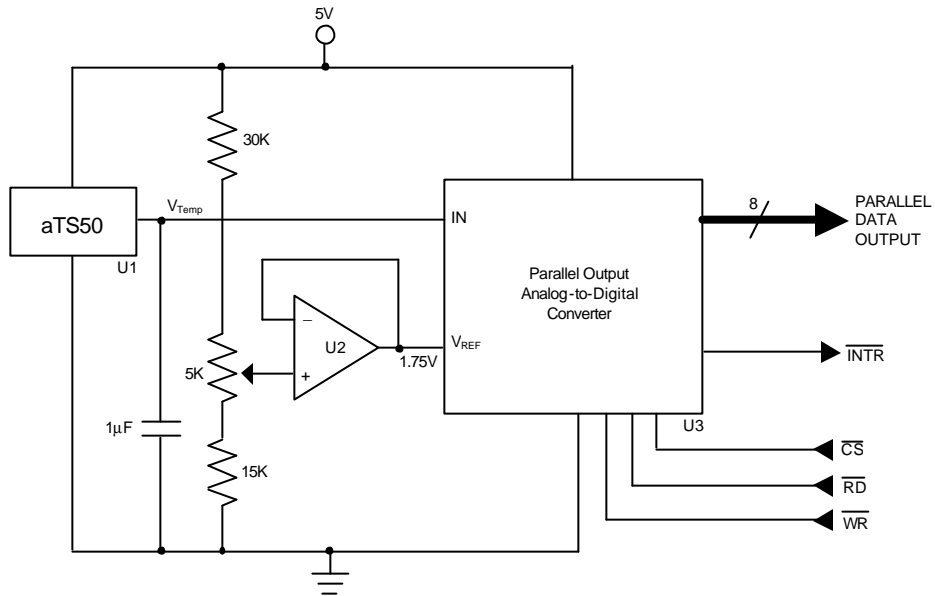 5V
30K
aTS50
U1
V_Temp
IN
8
PARALLEL
DATA
OUTPUT
Parallel Output
Analog-to-Digital
Converter
−
U2
+
V_REF
1.75V
INTR
5K
1μF
15K
U3
CS
RD
WR